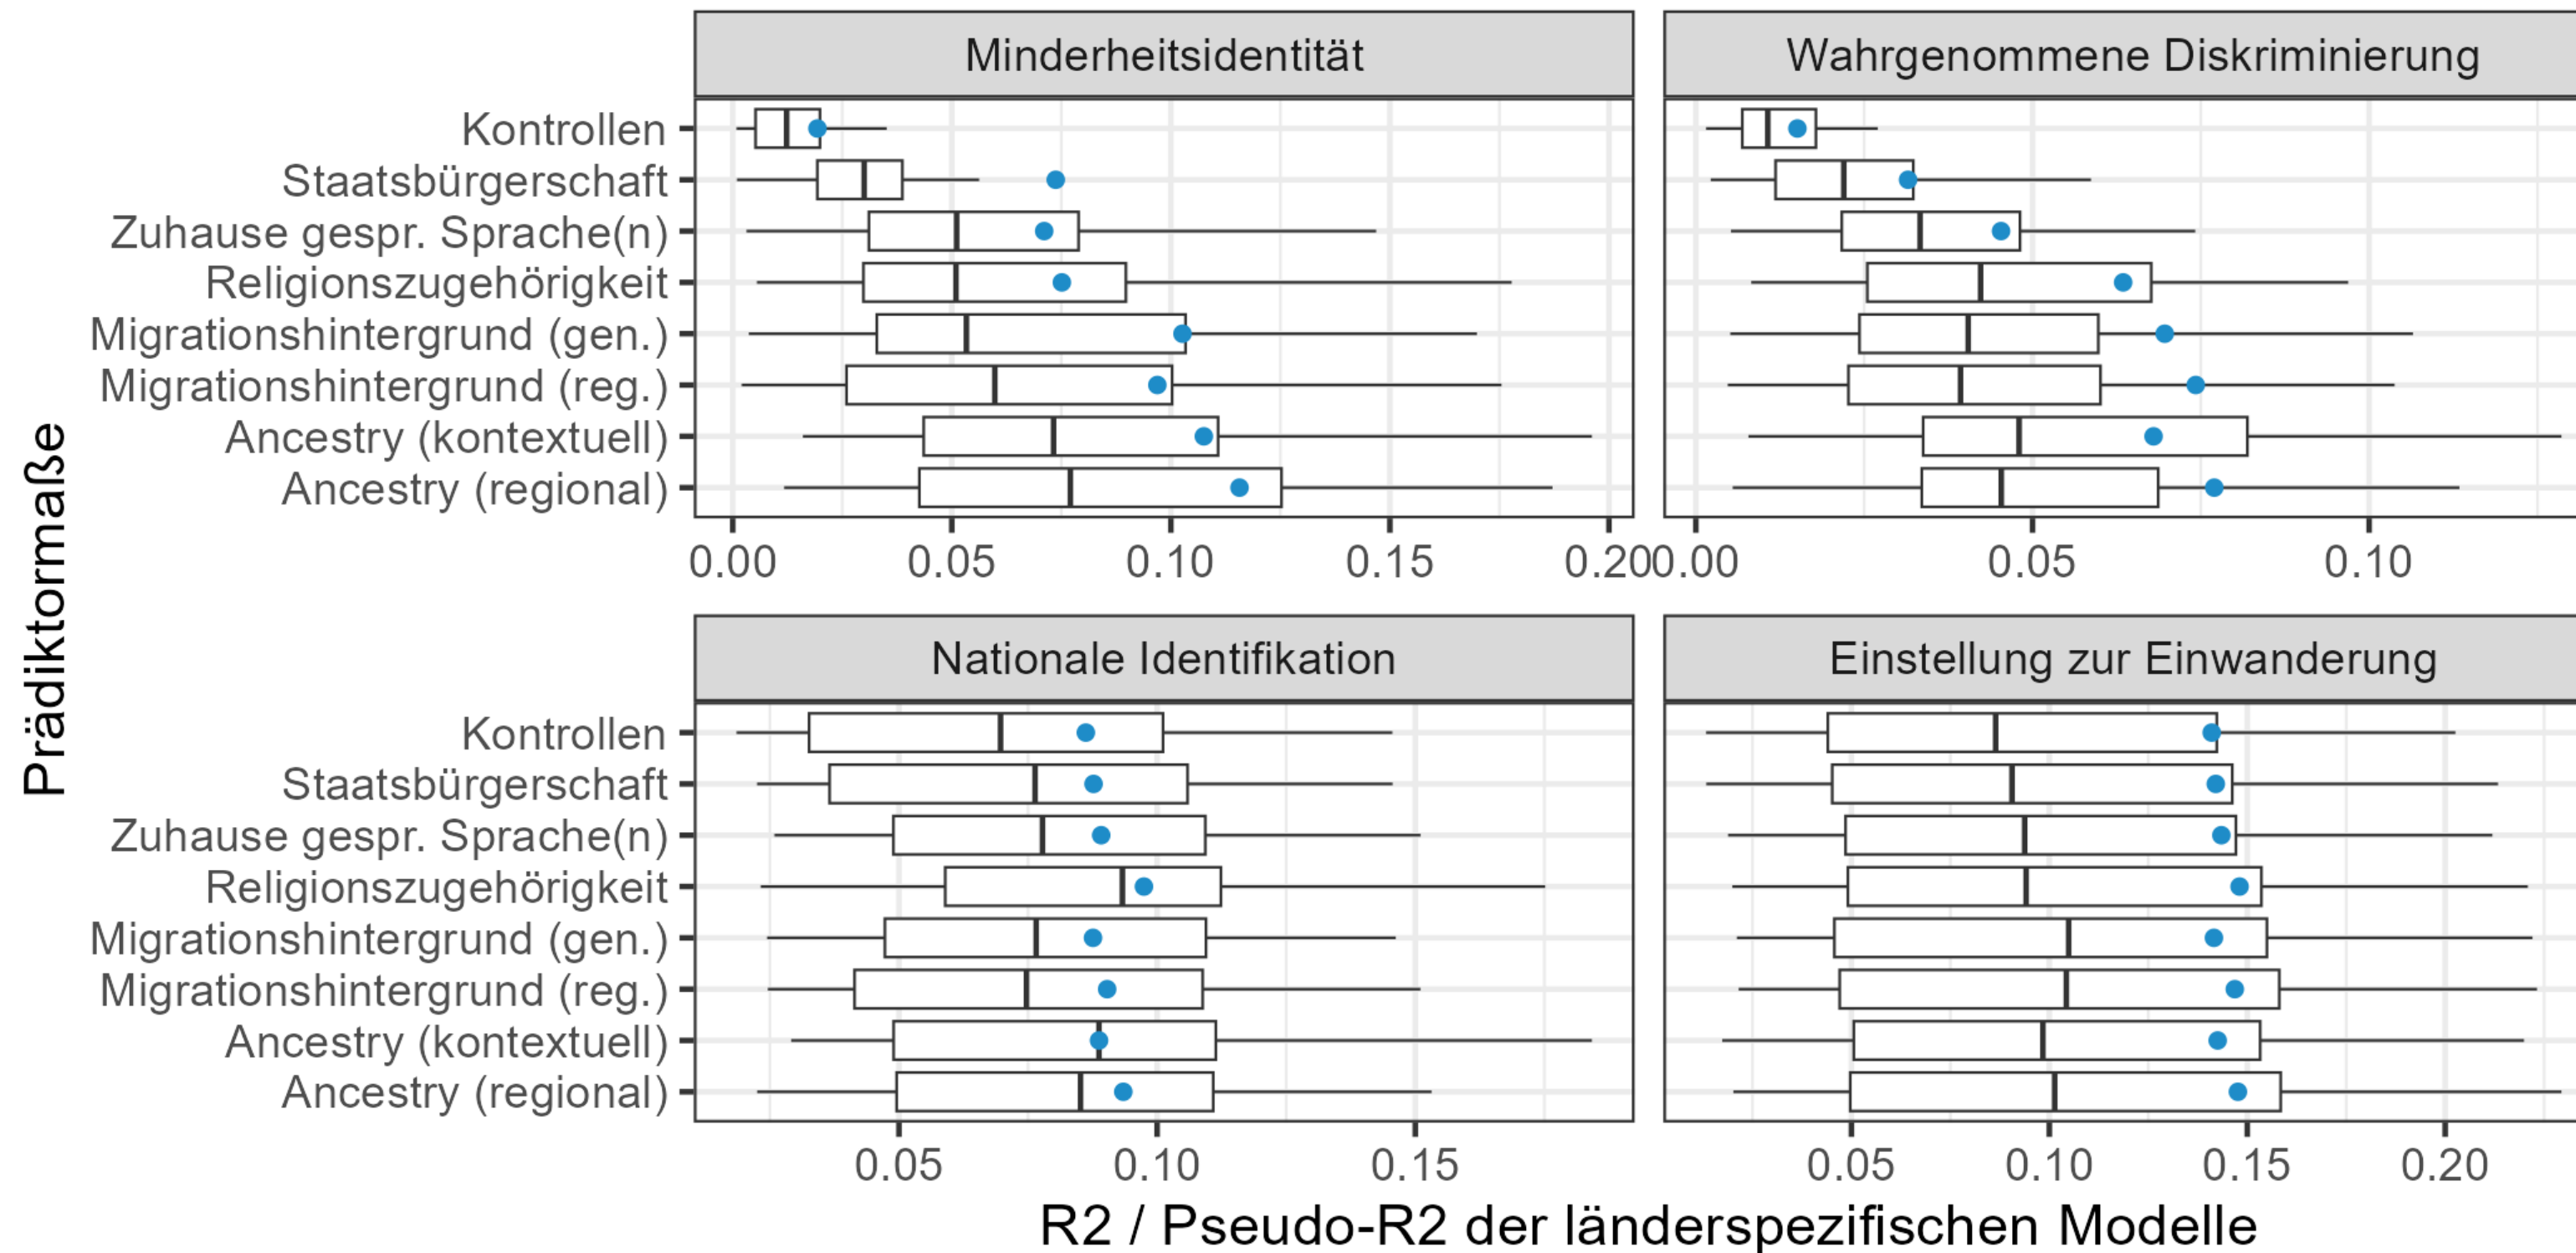 Minderheitsidentität
Wahrgenommene Diskriminierung
Kontrollen
Staatsbürgerschaft
Zuhause gespr. Sprache(n)
Religionszugehörigkeit
Migrationshintergrund (gen.)
Migrationshintergrund (reg.)
Ancestry (kontextuell)
Ancestry (regional)
0.00 0.05 0.10 0.15 0.20
0.00 0.05 0.10
Prädiktormaße
Nationale Identifikation
Einstellung zur Einwanderung
Kontrollen
Staatsbürgerschaft
Zuhause gespr. Sprache(n)
Religionszugehörigkeit
Migrationshintergrund (gen.)
Migrationshintergrund (reg.)
Ancestry (kontextuell)
Ancestry (regional)
0.05 0.10 0.15
0.05 0.10 0.15 0.20
R2 / Pseudo-R2 der länderspezifischen Modelle